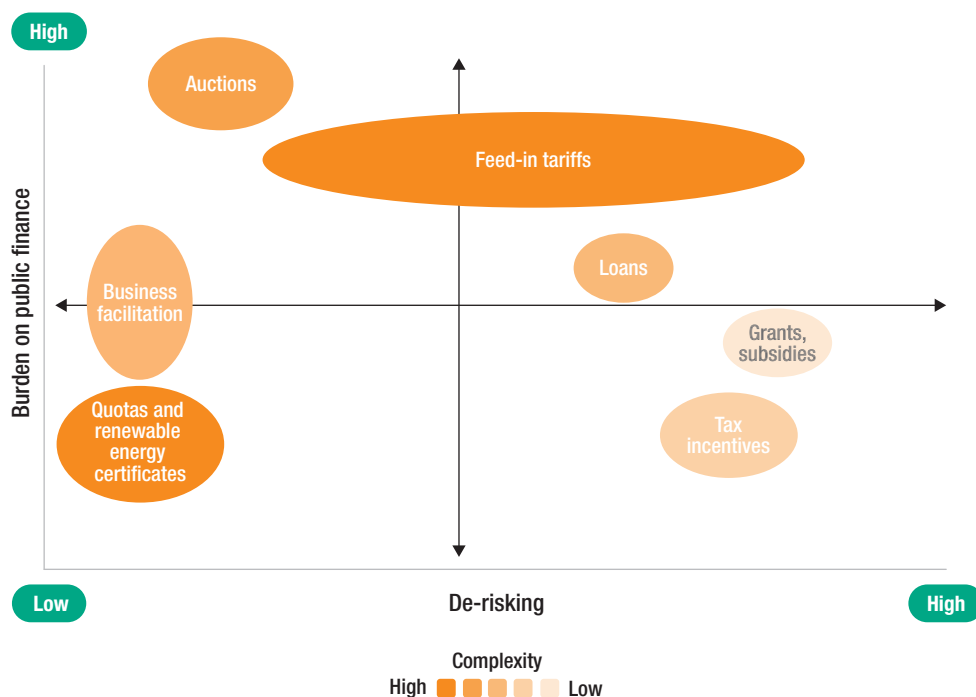 High
Auctions
Feed-in tariffs
Burden on public finance
Loans
Business
facilitation
Grants,
subsidies
Quotas and
renewable
energy
certificates
Tax
incentives
Low
De-risking
High
Complexity
High
Low